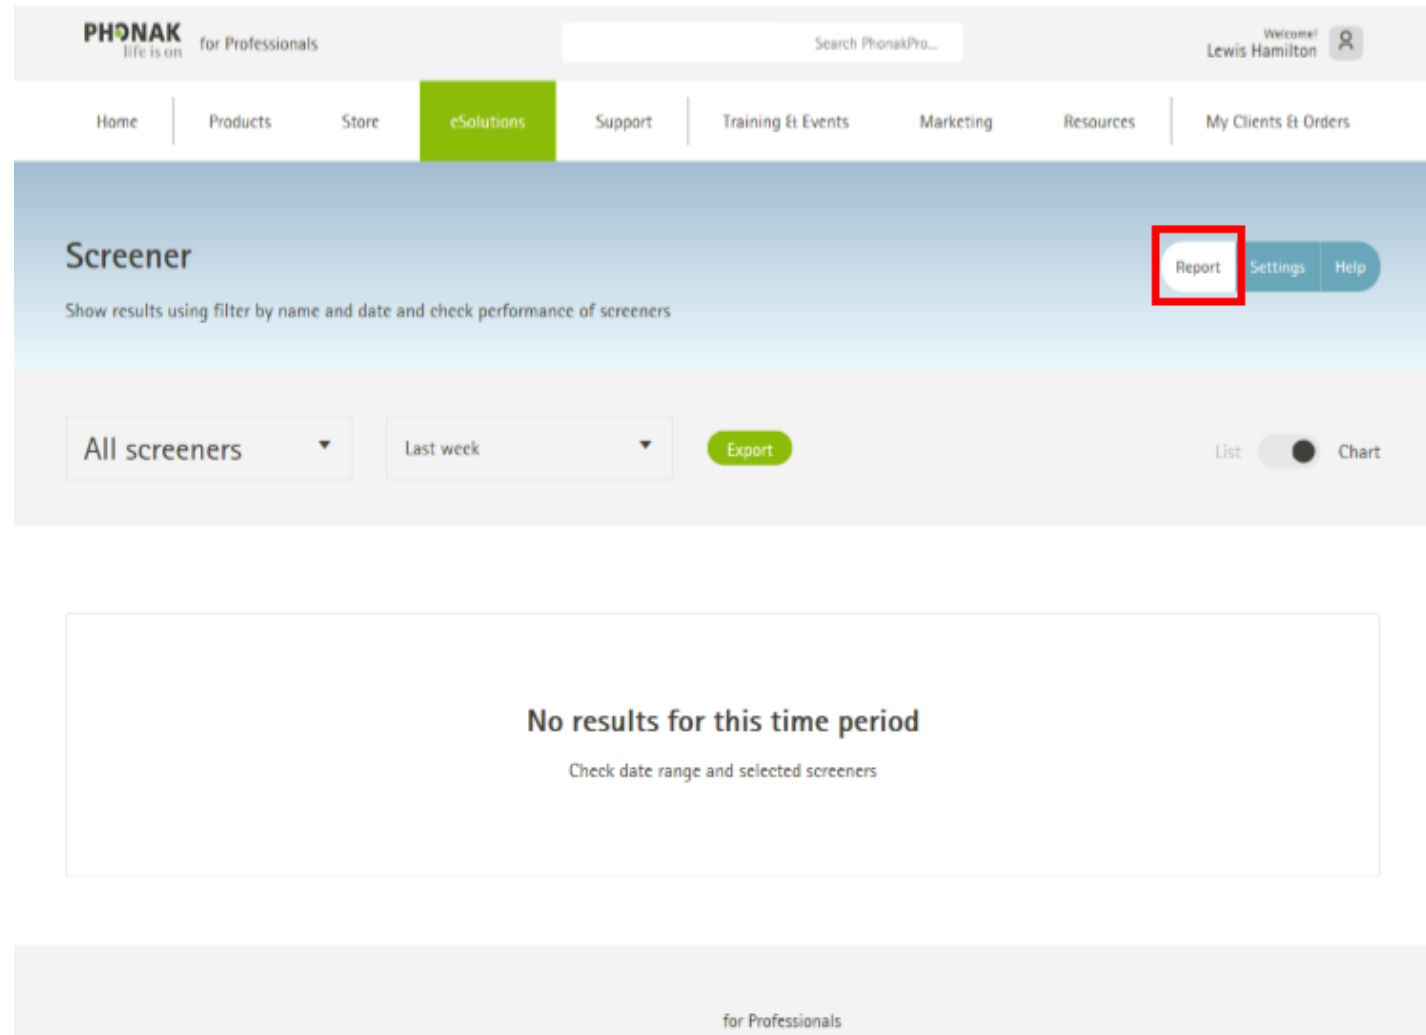 PHONAK
life is on
for Professionals
Search PhonakPro...
Welcome!
Lewis Hamilton
Home
Products
Store
eSolutions
Support
Training & Events
Marketing
Resources
My Clients & Orders
Screener
Show results using filter by name and date and check performance of screeners
Report
Settings
Help
All screeners
Last week
Export
List
Chart
No results for this time period
Check date range and selected screeners
for Professionals